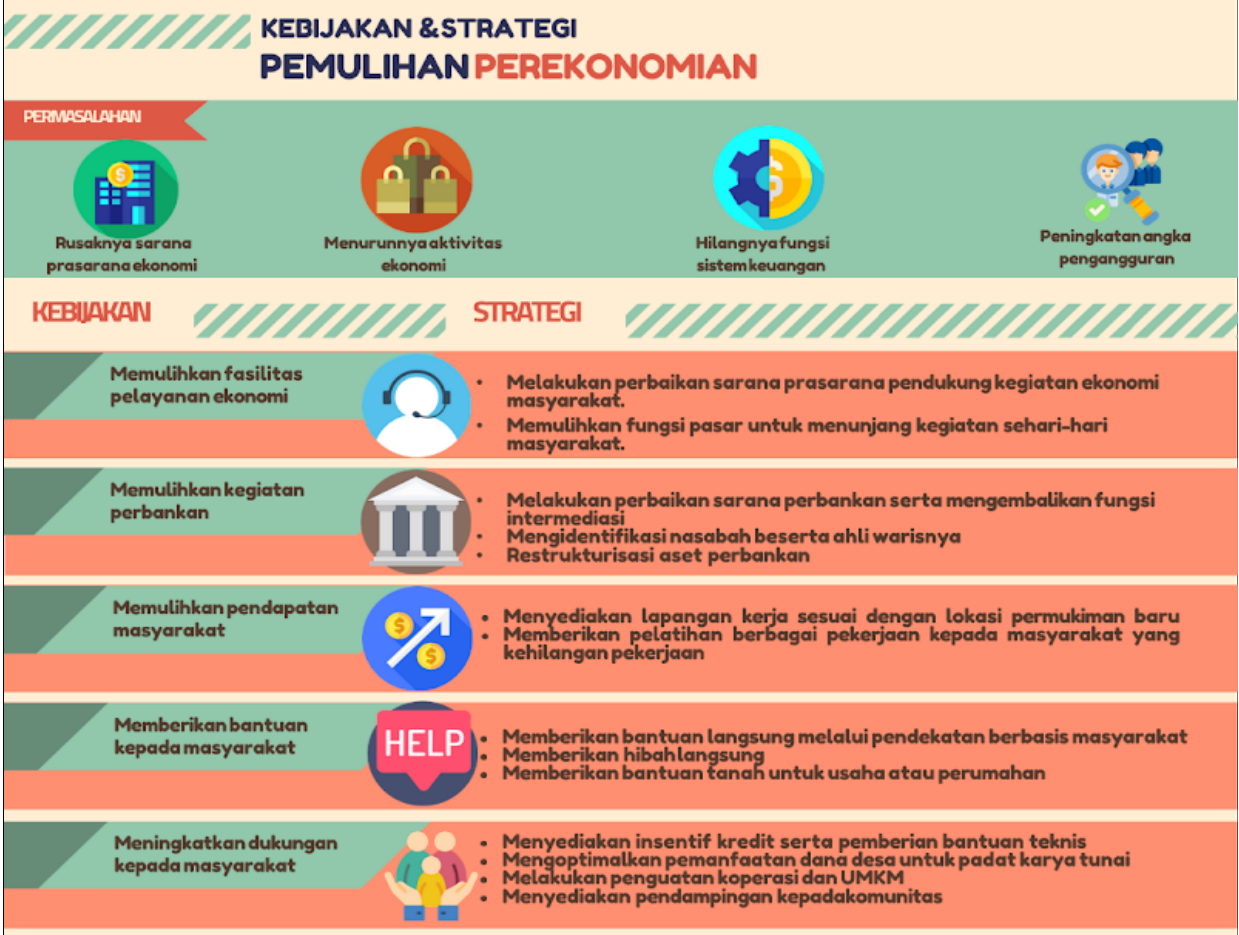 KEBIJAKAN & STRATEGI
PEMULIHAN PEREKONOMIAN
PERMASALAHAN
Rusaknya sarana
prasarana ekonomi
Menurunnya aktivitas
ekonomi
Hilangnya fungsi
sistem keuangan
Peningkatan angka
pengangguran
KEBIJAKAN
STRATEGI
Memulihkan fasilitas
pelayanan ekonomi
• Melakukan perbaikan sarana prasarana pendukung kegiatan ekonomi
masyarakat.
• Memulihkan fungsi pasar untuk menunjang kegiatan sehari-hari
masyarakat.
Memulihkan kegiatan
perbankan
• Melakukan perbaikan sarana perbankan serta mengembalikan fungsi
intermediasi
• Mengidentifikasi nasabah beserta ahli warisnya
• Restrukturisasi aset perbankan
Memulihkan pendapatan
masyarakat
• Menyediakan lapangan kerja sesuai dengan lokasi permukiman baru
• Memberikan pelatihan berbagai pekerjaan kepada masyarakat yang
kehilangan pekerjaan
Memberikan bantuan
kepada masyarakat
HELP
• Memberikan bantuan langsung melalui pendekatan berbasis masyarakat
• Memberikan hibah langsung
• Memberikan bantuan tanah untuk usaha atau perumahan
Meningkatkan dukungan
kepada masyarakat
• Menyediakan insentif kredit serta pemberian bantuan teknis
• Mengoptimalkan pemanfaatan dana desa untuk padat karya tunai
• Melakukan penguatan koperasi dan UMKM
• Menyediakan pendampingan kepadakomunitas